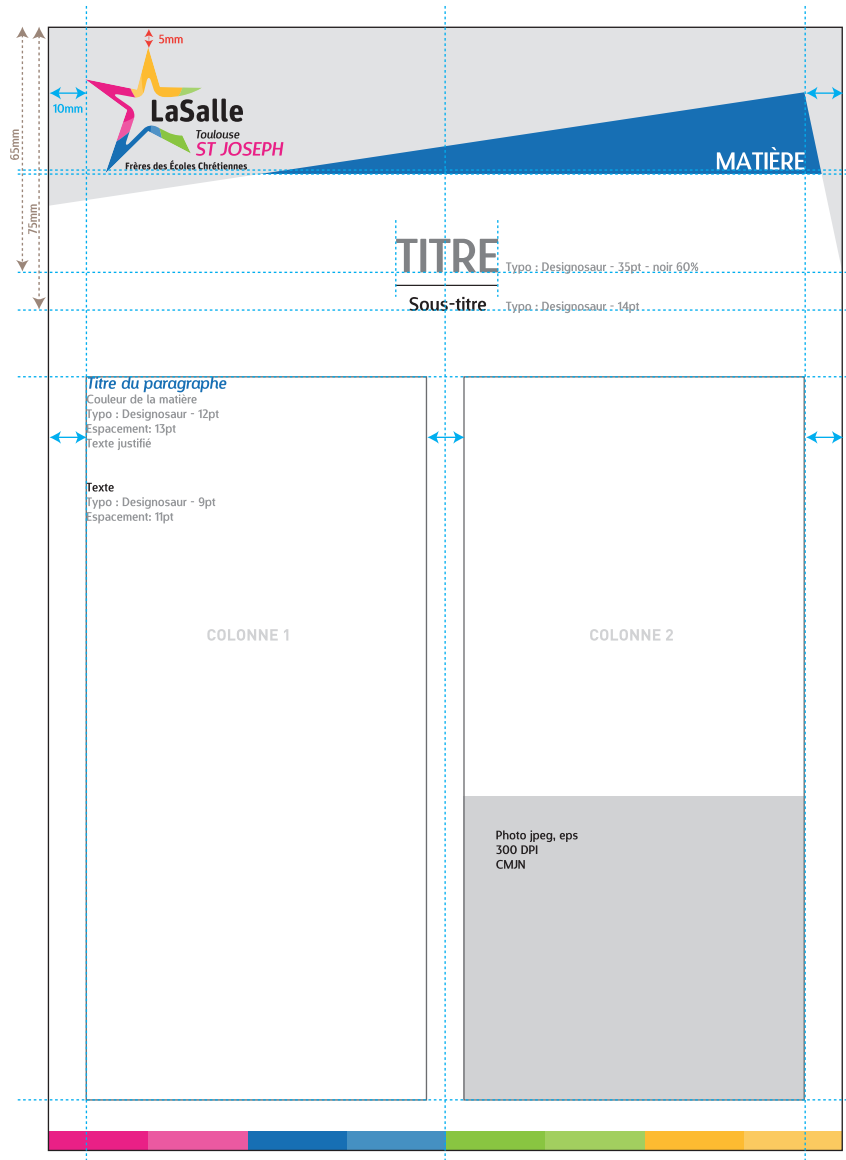 5mm
10mm
65mm
75mm
LaSalle
Toulouse
ST JOSEPH
Frères des Écoles Chrétiennes
MATIÈRE
TITRE
Typo : Designosaur - 35pt - noir 60%
Sous-titre
Typo : Designosaur - 14pt
Titre du paragraphe
Couleur de la matière
Typo : Designosaur - 12pt
Espacement: 13pt
Texte justifié
Texte
Typo : Designosaur - 9pt
Espacement: 11pt
COLONNE 1
COLONNE 2
Photo jpeg, eps
300 DPI
CMJN